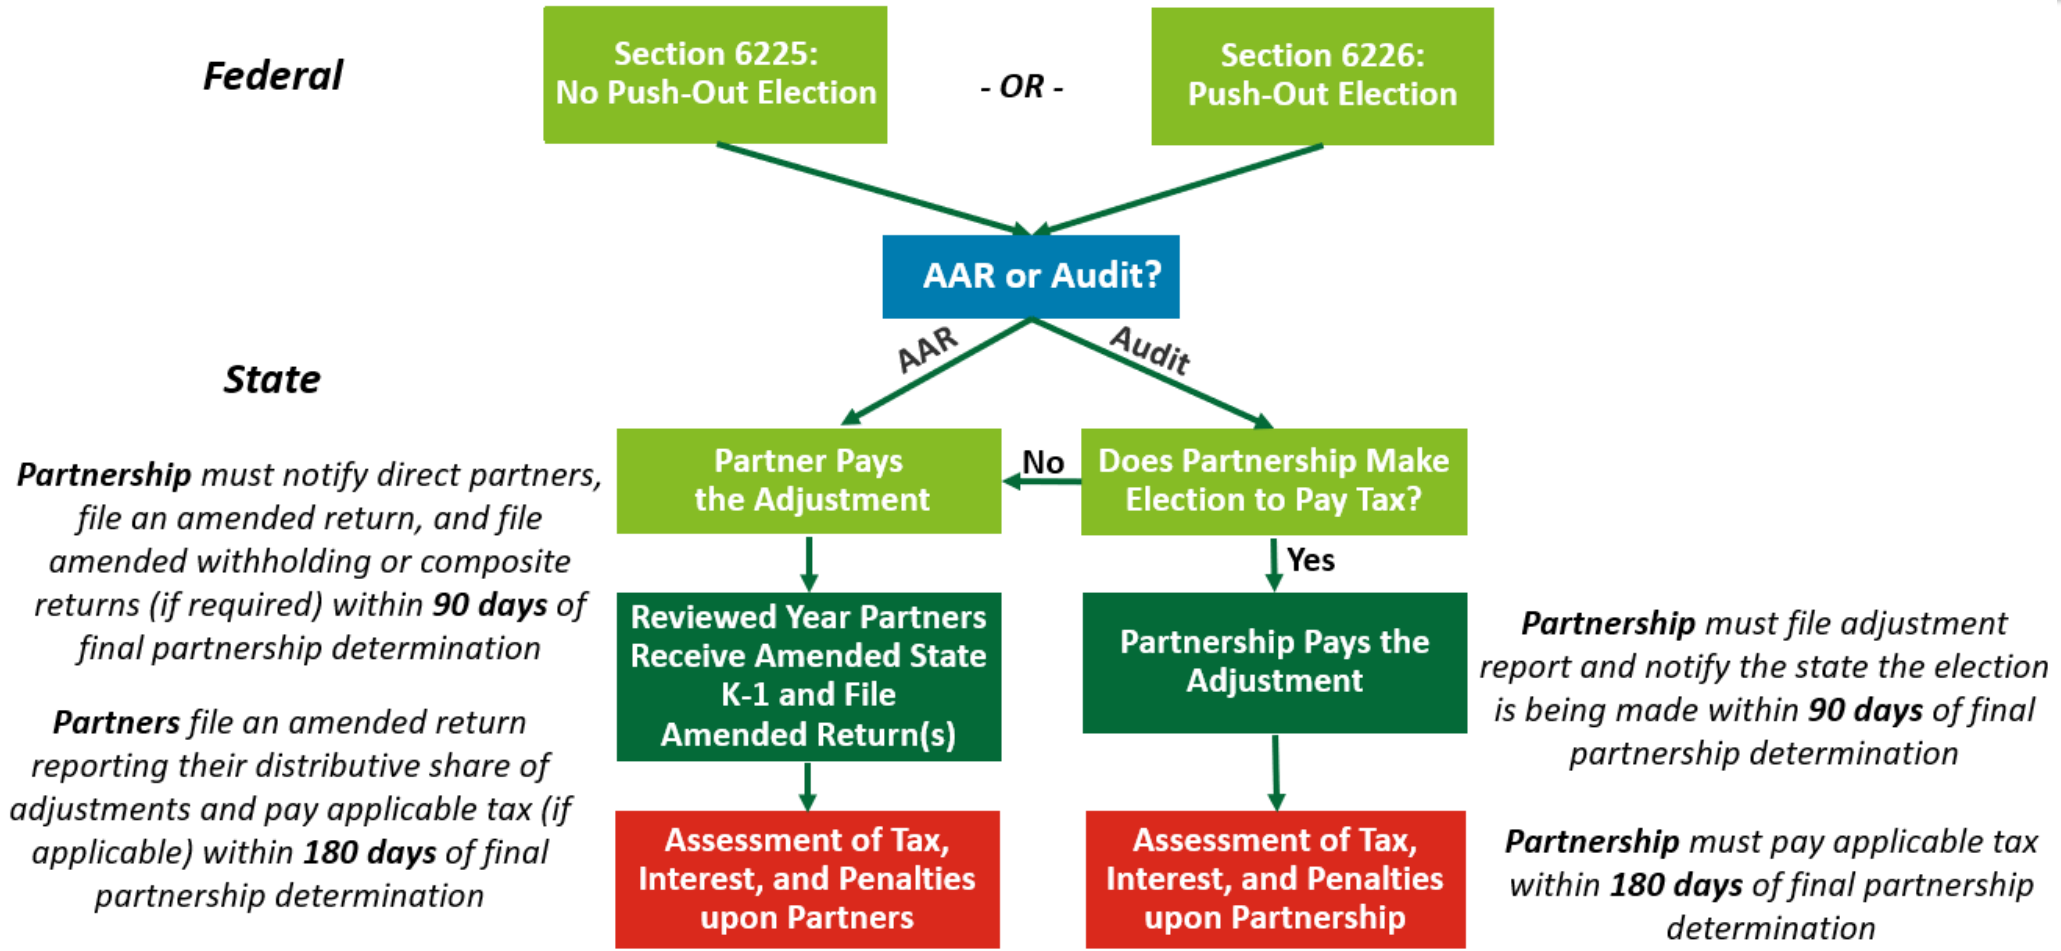 Federal
Section 6225:
No Push-Out Election
- OR -
Section 6226:
Push-Out Election
AAR or Audit?
AAR
Audit
State
Partnership must notify direct partners,
file an amended return, and file
amended withholding or composite
returns (if required) within 90 days of
final partnership determination
Partners file an amended return
reporting their distributive share of
adjustments and pay applicable tax (if
applicable) within 180 days of final
partnership determination
Partner Pays
the Adjustment
No
Does Partnership Make
Election to Pay Tax?
Yes
Reviewed Year Partners
Receive Amended State
K-1 and File
Amended Return(s)
Partnership Pays the
Adjustment
Assessment of Tax,
Interest, and Penalties
upon Partners
Assessment of Tax,
Interest, and Penalties
upon Partnership
Partnership must file adjustment
report and notify the state the election
is being made within 90 days of final
partnership determination
Partnership must pay applicable tax
within 180 days of final partnership
determination